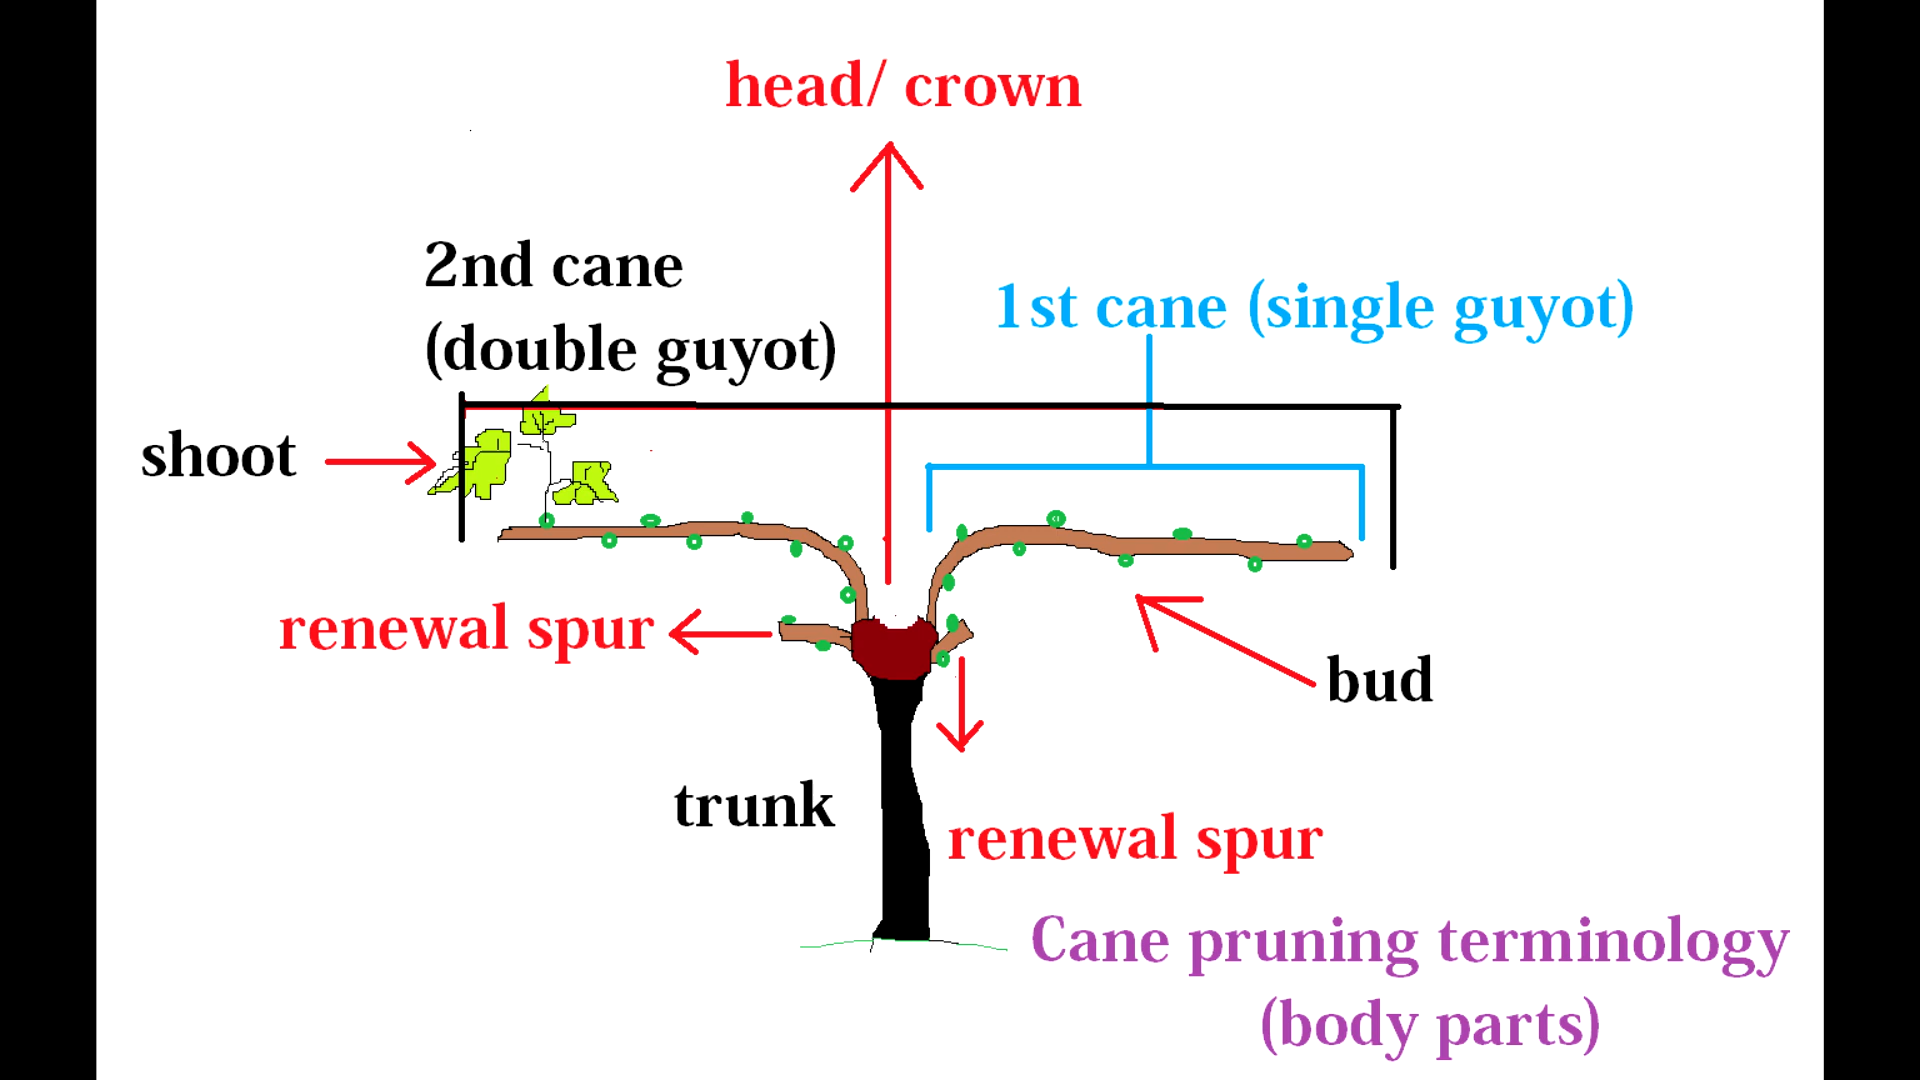 head/ crown
2nd cane
(double guyot)
1st cane (single guyot)
shoot
renewal spur
bud
trunk
renewal spur
Cane pruning terminology
(body parts)